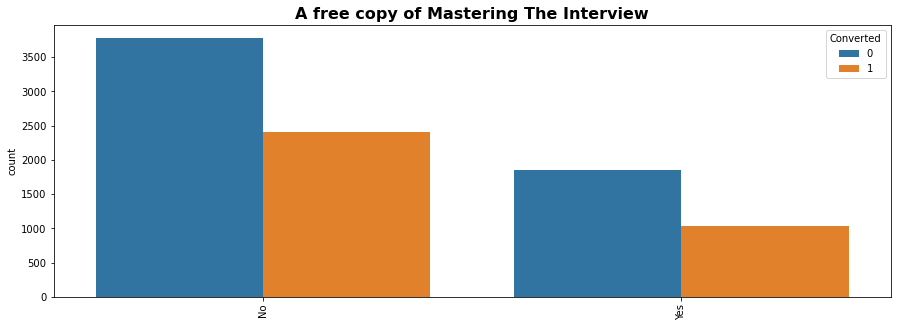 A free copy of Mastering The Interview
Converted
0
1
3500
3000
2500
2000
1500
1000
500
0
count
No
Yes